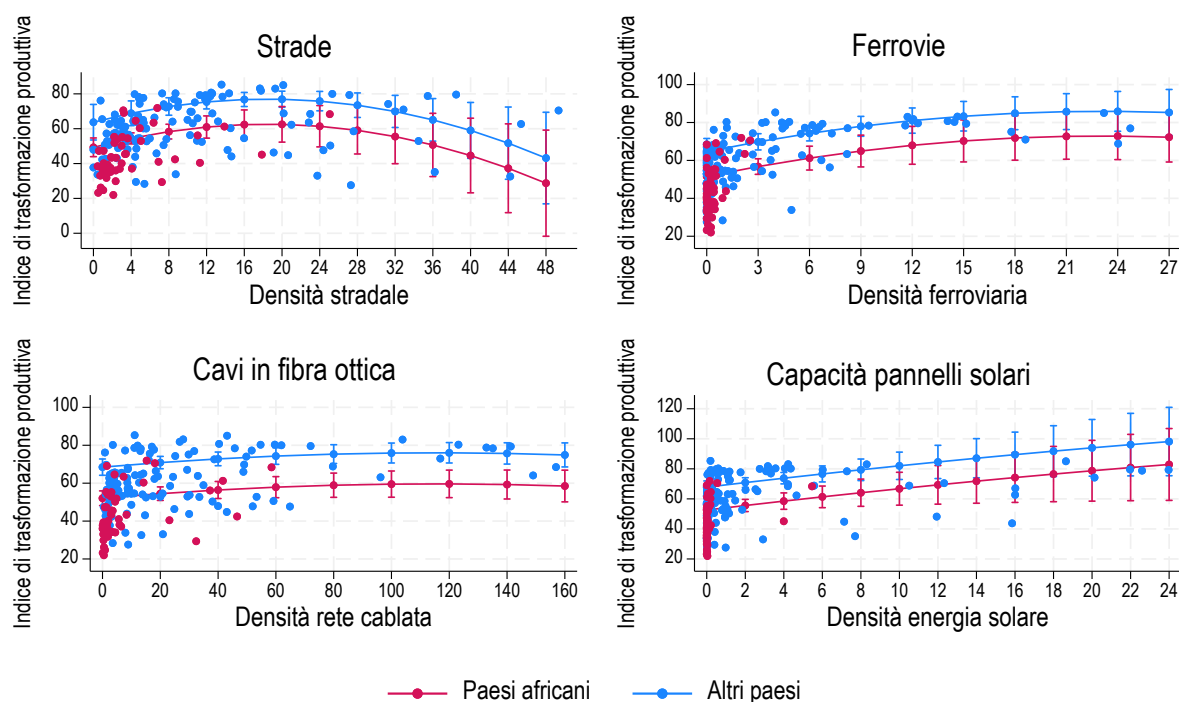 Strade
Indice di trasformazione produttiva
80
60
40
20
0
0 4 8 12 16 20 24 28 32 36 40 44 48
Densità stradale
Ferrovie
Indice di trasformazione produttiva
100
80
60
40
20
0 3 6 9 12 15 18 21 24 27
Densità ferroviaria
Cavi in fibra ottica
Indice di trasformazione produttiva
100
80
60
40
20
0 20 40 60 80 100 120 140 160
Densità rete cablata
Capacità pannelli solari
Indice di trasformazione produttiva
120
100
80
60
40
20
0 2 4 6 8 10 12 14 16 18 20 22 24
Densità energia solare
Paesi africani
Altri paesi